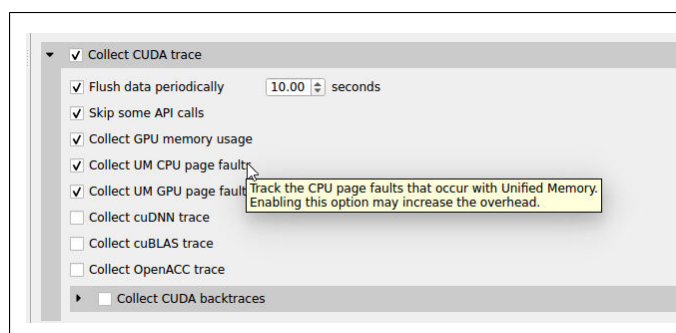 Collect CUDA trace
Flush data periodically 10.00 seconds
Skip some API calls
Collect GPU memory usage
Collect UM CPU page faults
Collect UM GPU page fault
Track the CPU page faults that occur with Unified Memory.
Enabling this option may increase the overhead.
Collect cuDNN trace
Collect cuBLAS trace
Collect OpenACC trace
Collect CUDA backtraces